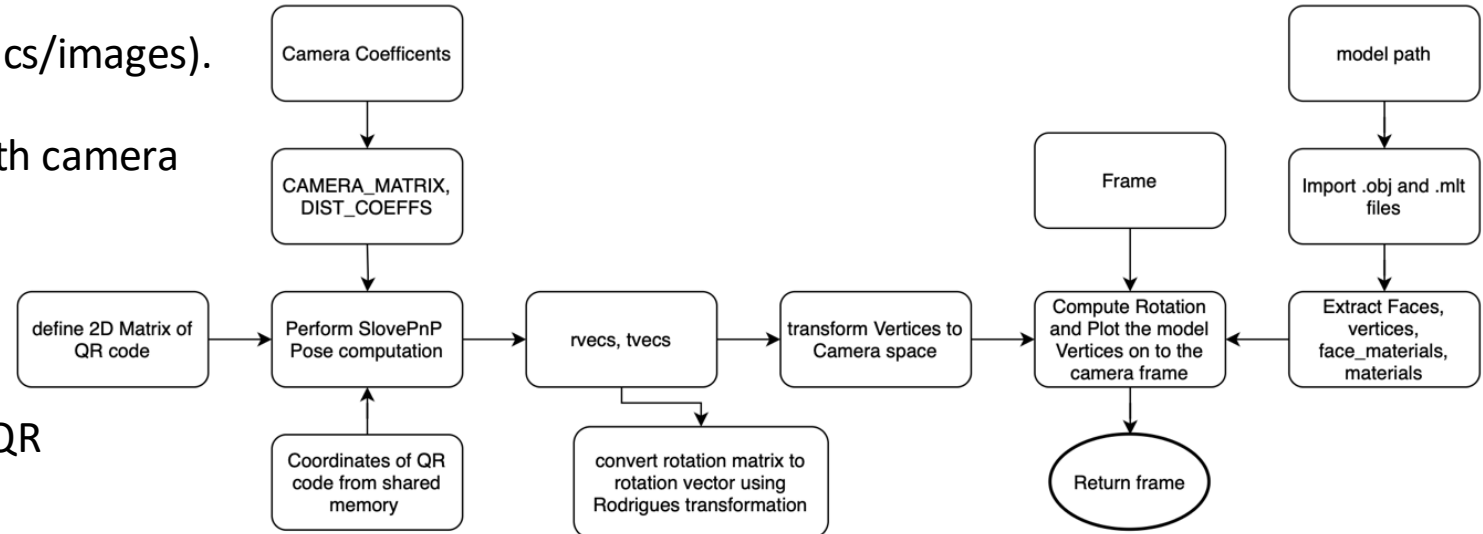 cs/images).
th camera
QR
Camera Coefficents
CAMERA_MATRIX,
DIST_COEFFS
define 2D Matrix of
QR code
Perform SlovePnP
Pose computation
Coordinates of QR
code from shared
memory
rvecs, tvecs
convert rotation matrix to
rotation vector using
Rodrigues transformation
transform Vertices to
Camera space
Frame
Compute Rotation
and Plot the model
Vertices on to the
camera frame
Return frame
model path
Import .obj and .mlt
files
Extract Faces,
vertices,
face_materials,
materials